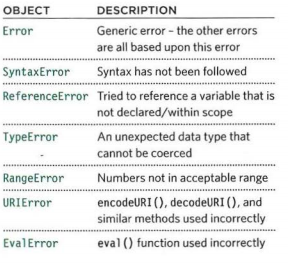 OBJECT DESCRIPTION
Error Generic error – the other errors
are all based upon this error
SyntaxError Syntax has not been followed
ReferenceError Tried to reference a variable that is
not declared/within scope
TypeError An unexpected data type that
cannot be coerced
RangeError Numbers not in acceptable range
URIError encodeURI(), decodeURI(), and
similar methods used incorrectly
EvalError eval() function used incorrectly